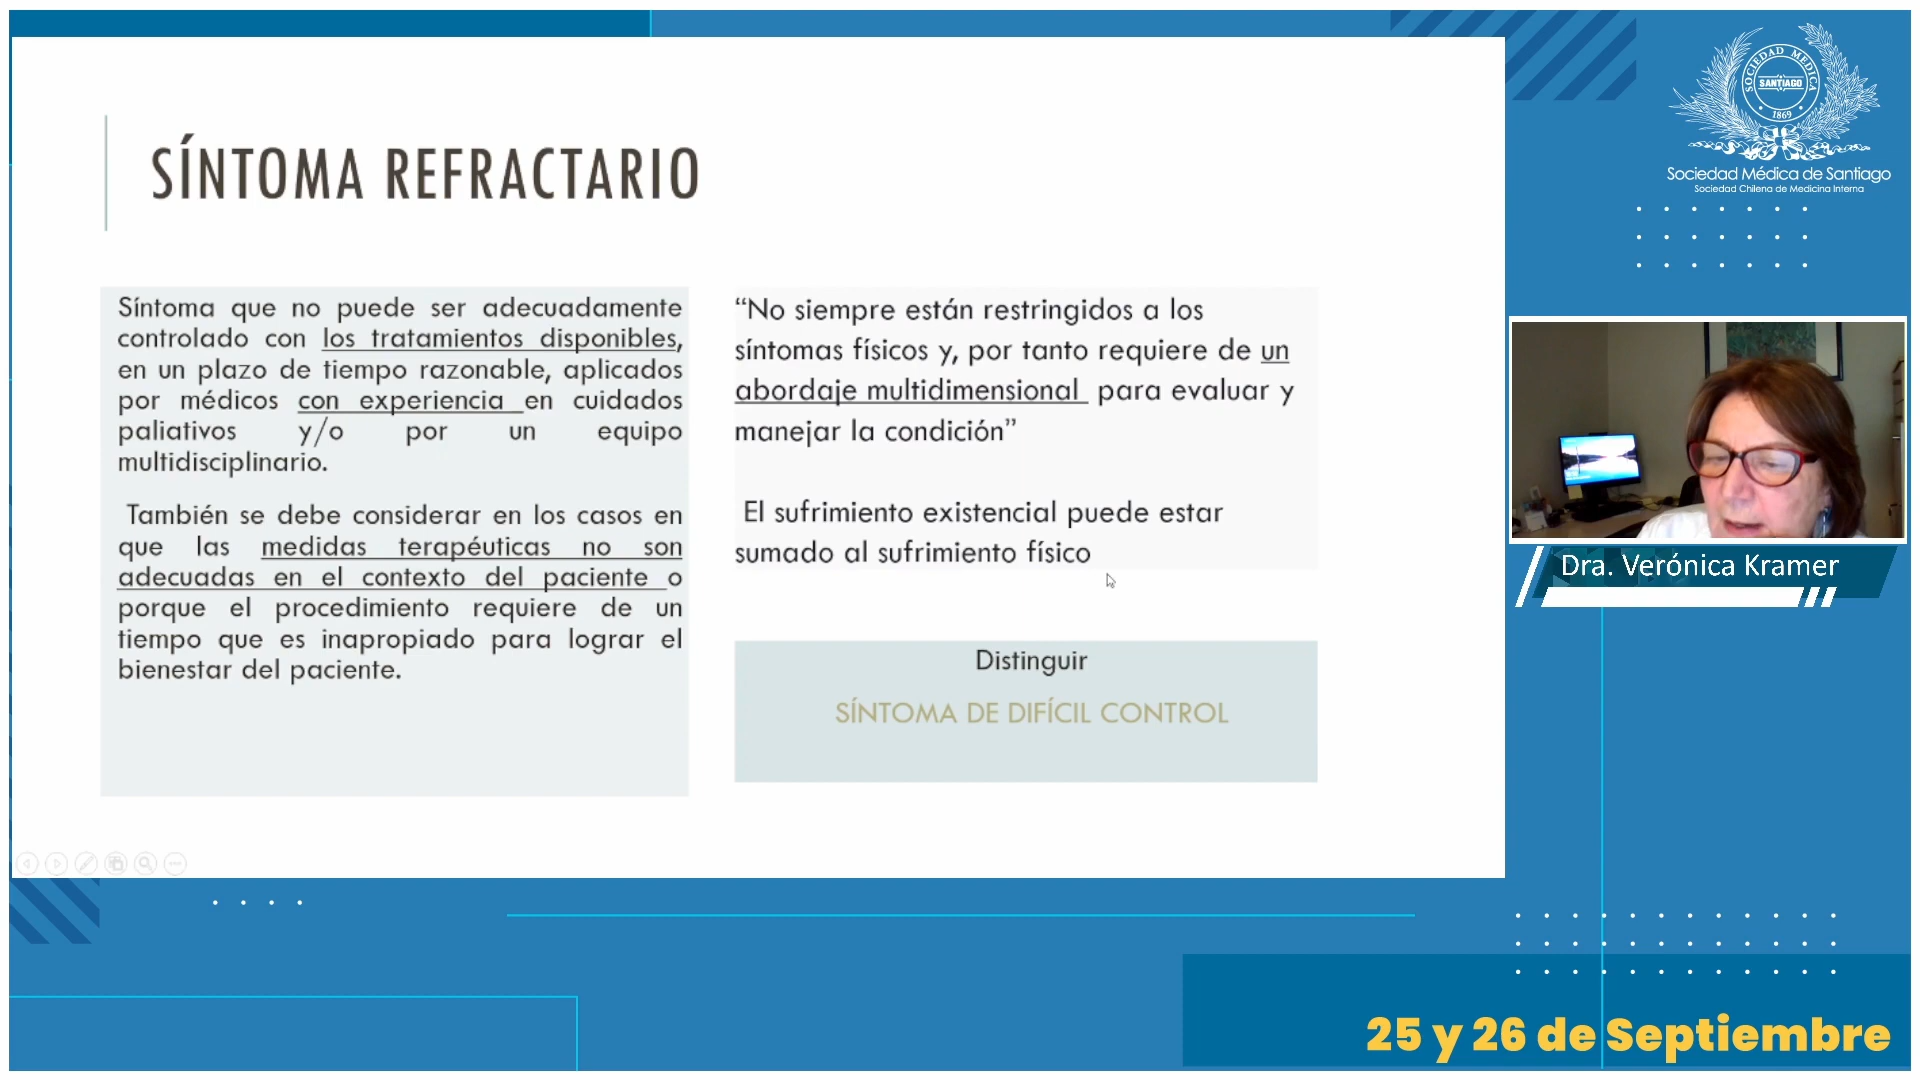 SÍNTOMA REFRACTARIO
Síntoma que no puede ser adecuadamente
controlado con los tratamientos disponibles,
en un plazo de tiempo razonable, aplicados
por médicos con experiencia en cuidados
paliativos y/o por un equipo
multidisciplinario.
También se debe considerar en los casos en
que las medidas terapéuticas no son
adecuadas en el contexto del paciente o
porque el procedimiento requiere de un
tiempo que es inapropiado para lograr el
bienestar del paciente.
“No siempre están restringidos a los
síntomas físicos y, por tanto requiere de un
abordaje multidimensional para evaluar y
manejar la condición”
El sufrimiento existencial puede estar
sumado al sufrimiento físico
Distinguir
SÍNTOMA DE DIFÍCIL CONTROL
SOCIEDAD MEDICA
SANTIAGO
1869
Sociedad Médica de Santiago
Sociedad Chilena de Medicina Interna
Dra. Verónica Kramer
25 y 26 de Septiembre